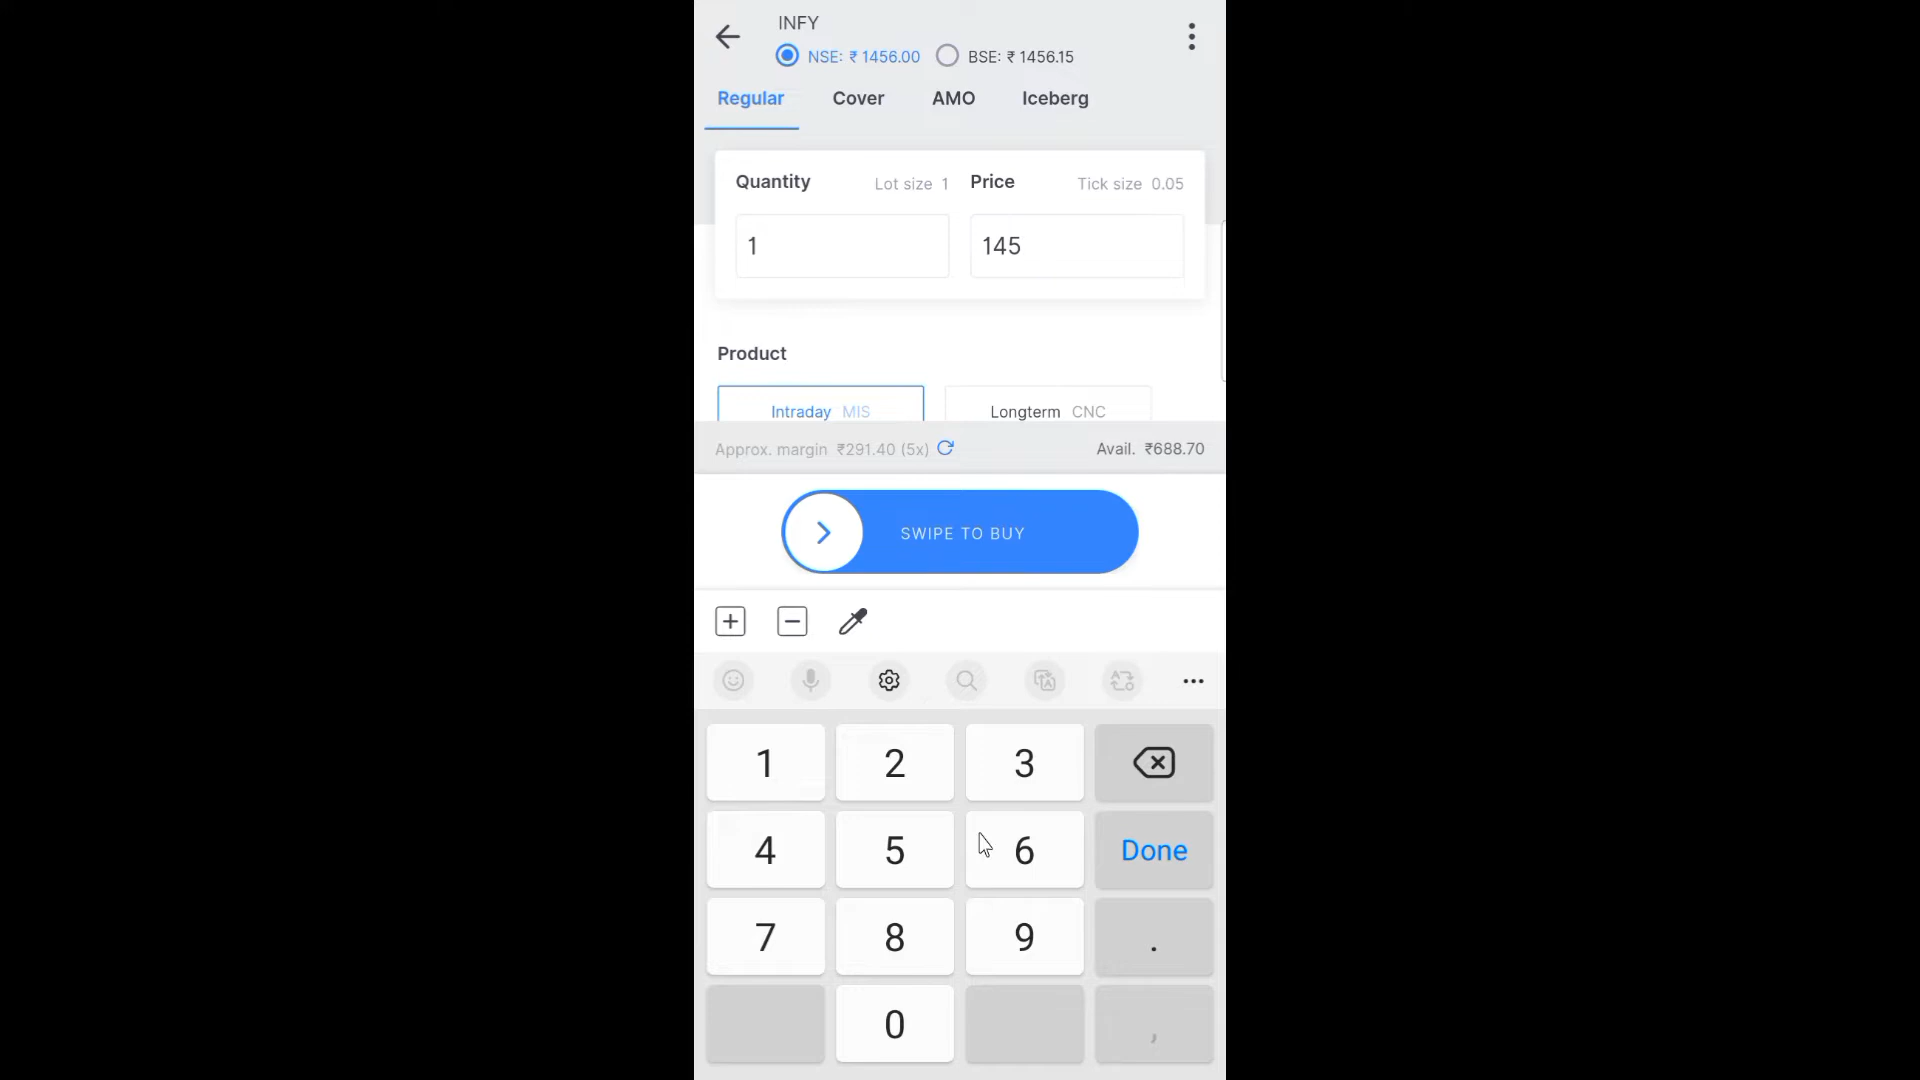 INFY
NSE: ₹ 1456.00 BSE: ₹ 1456.15
Regular Cover AMO Iceberg
Quantity Lot size 1 Price Tick size 0.05
1 145
Product
Intraday MIS Longterm CNC
Approx. margin ₹291.40 (5x) Avail. ₹688.70
SWIPE TO BUY
1 2 3
4 5 6 Done
7 8 9 .
0 ,